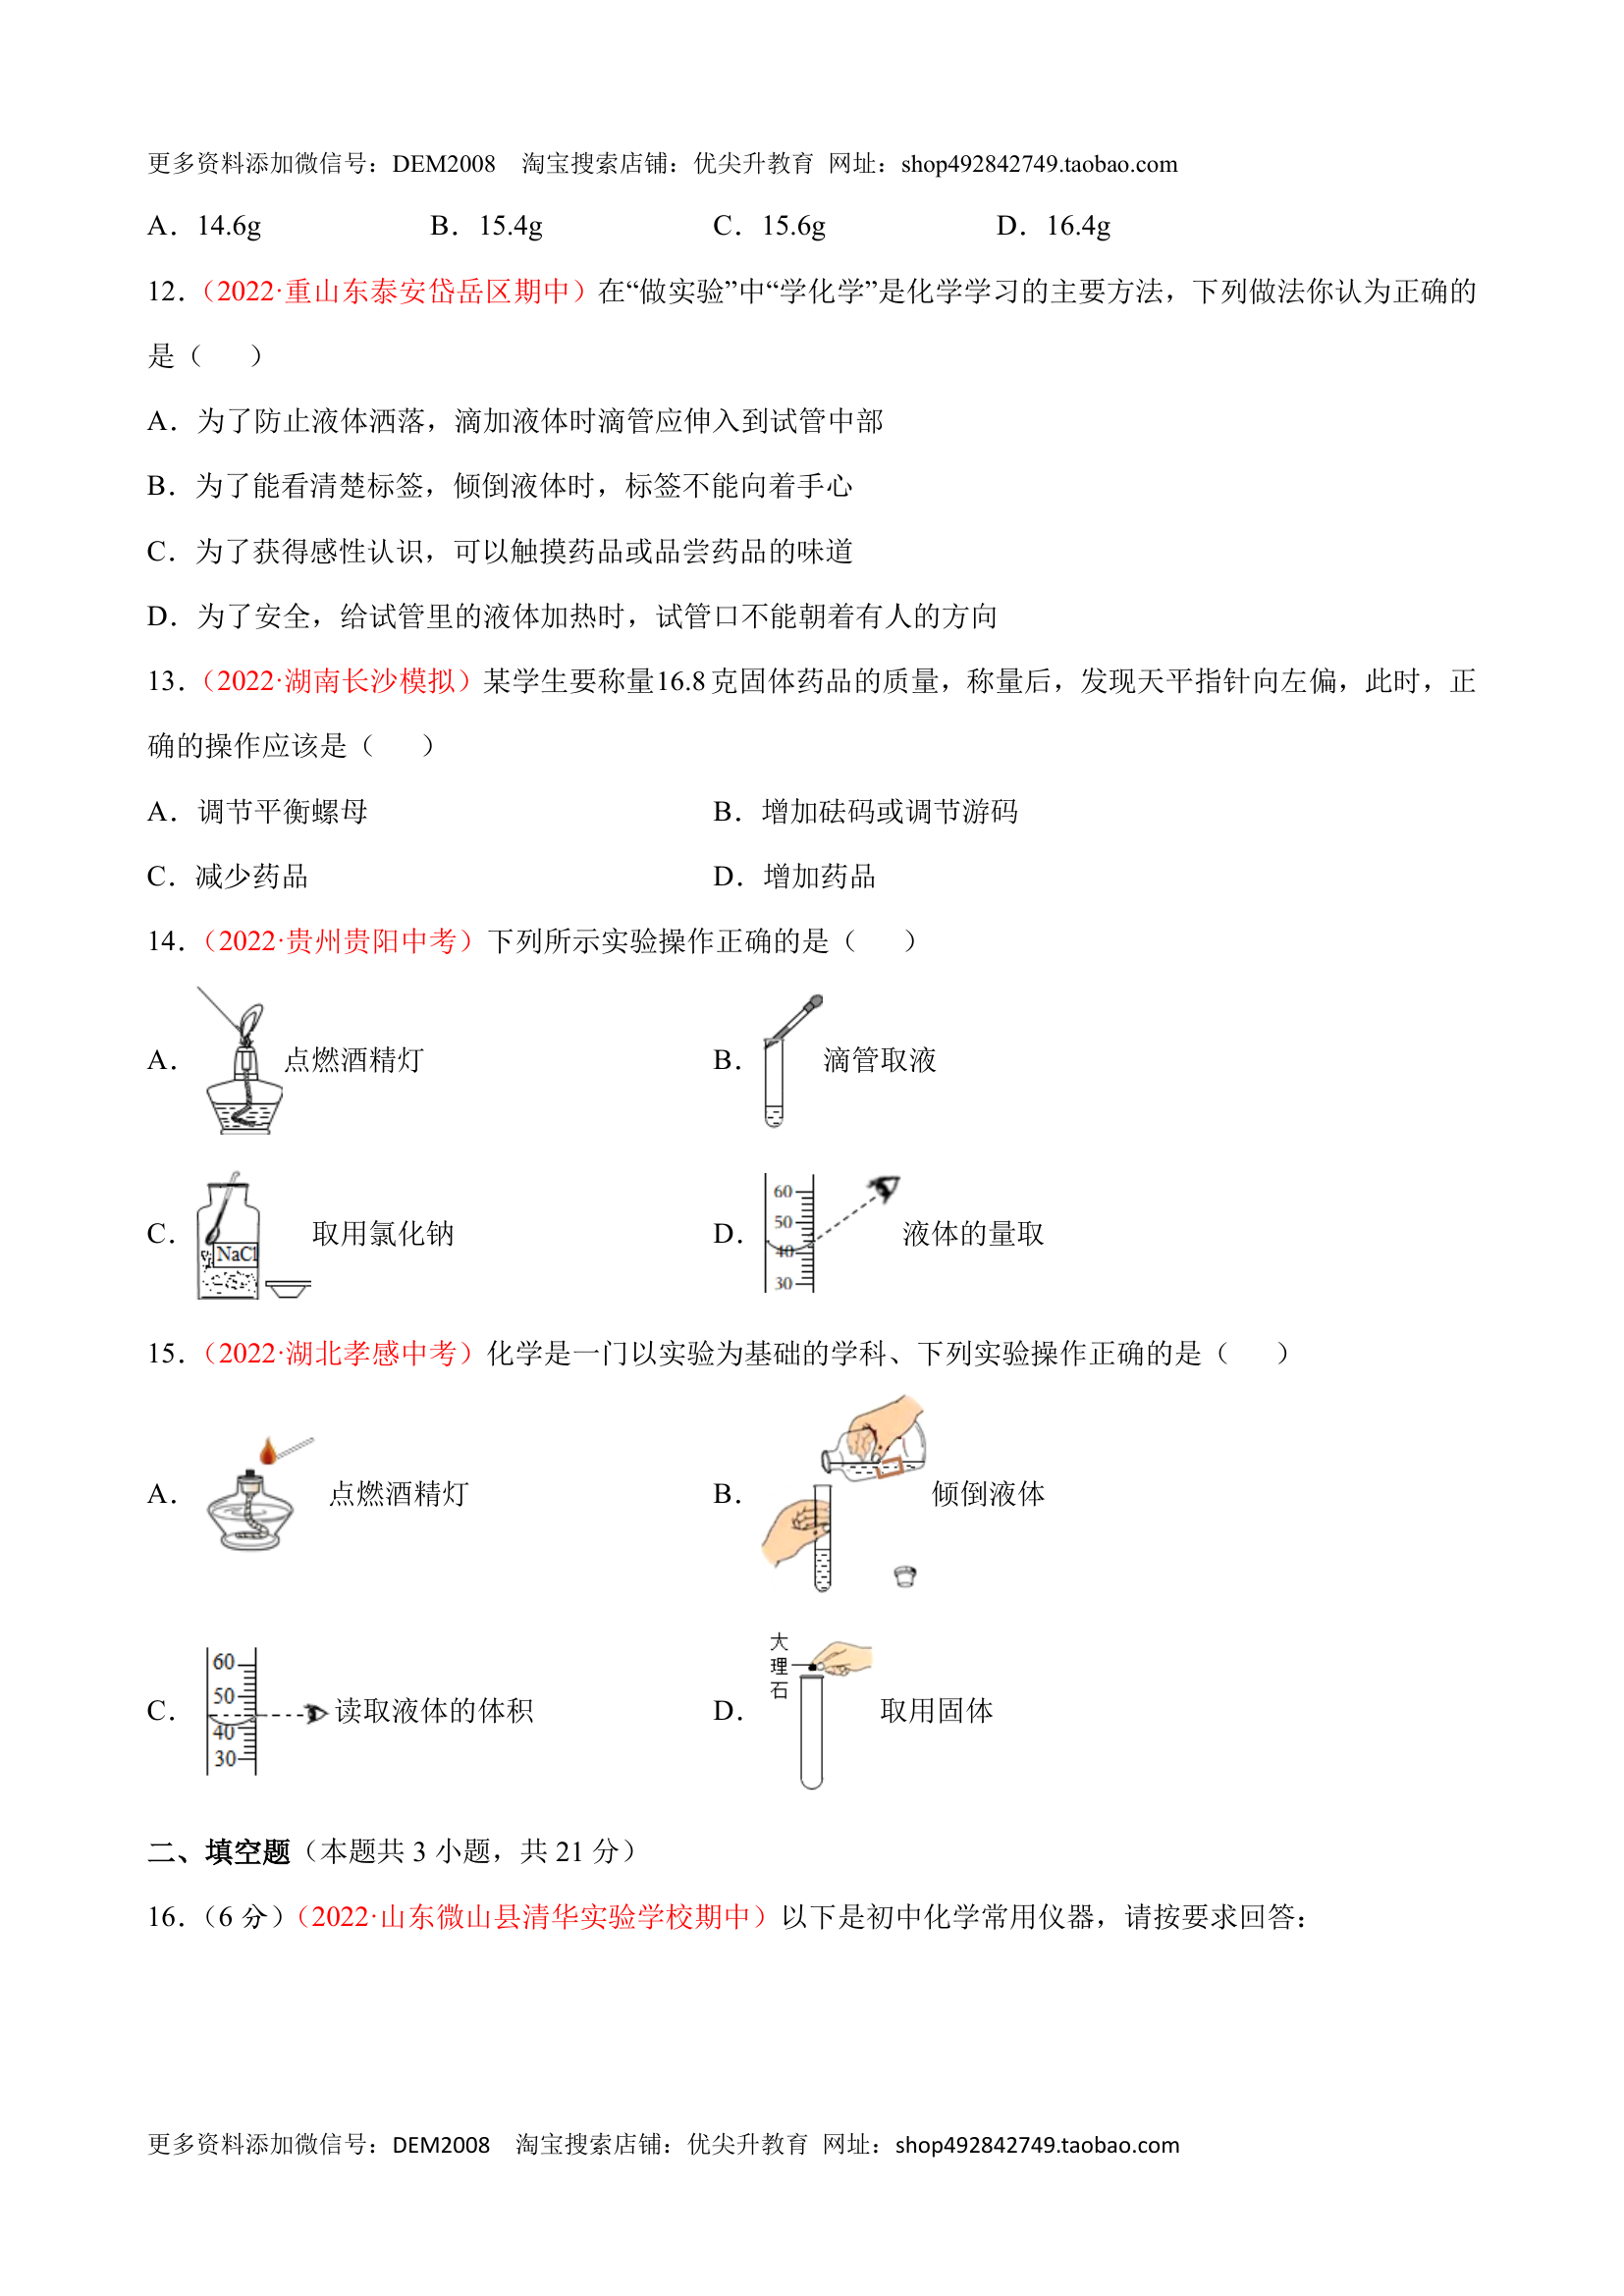 更多资料添加微信号：DEM2008 淘宝搜索店铺：优尖升教育 网址：shop492842749.taobao.com
A．14.6g B．15.4g C．15.6g D．16.4g
12．（2022·重山东泰安岱岳区期中）在“做实验”中“学化学”是化学学习的主要方法，下列做法你认为正确的
是（ ）
A．为了防止液体洒落，滴加液体时滴管应伸入到试管中部
B．为了能看清楚标签，倾倒液体时，标签不能向着手心
C．为了获得感性认识，可以触摸药品或品尝药品的味道
D．为了安全，给试管里的液体加热时，试管口不能朝着有人的方向
13．（2022·湖南长沙模拟）某学生要称量16.8克固体药品的质量，称量后，发现天平指针向左偏，此时，正
确的操作应该是（ ）
A．调节平衡螺母 B．增加砝码或调节游码
C．减少药品 D．增加药品
14．（2022·贵州贵阳中考）下列所示实验操作正确的是（ ）
A． 点燃酒精灯 B． 滴管取液
C． NaCl 取用氯化钠 D． 60 50 40 30 液体的量取
15．（2022·湖北孝感中考）化学是一门以实验为基础的学科、下列实验操作正确的是（ ）
A． 点燃酒精灯 B． 倾倒液体
C． 60 50 40 30 读取液体的体积 D． 大理石 取用固体
二、填空题（本题共 3 小题，共 21 分）
16．（6 分）（2022·山东微山县清华实验学校期中）以下是初中化学常用仪器，请按要求回答：
更多资料添加微信号：DEM2008 淘宝搜索店铺：优尖升教育 网址：shop492842749.taobao.com